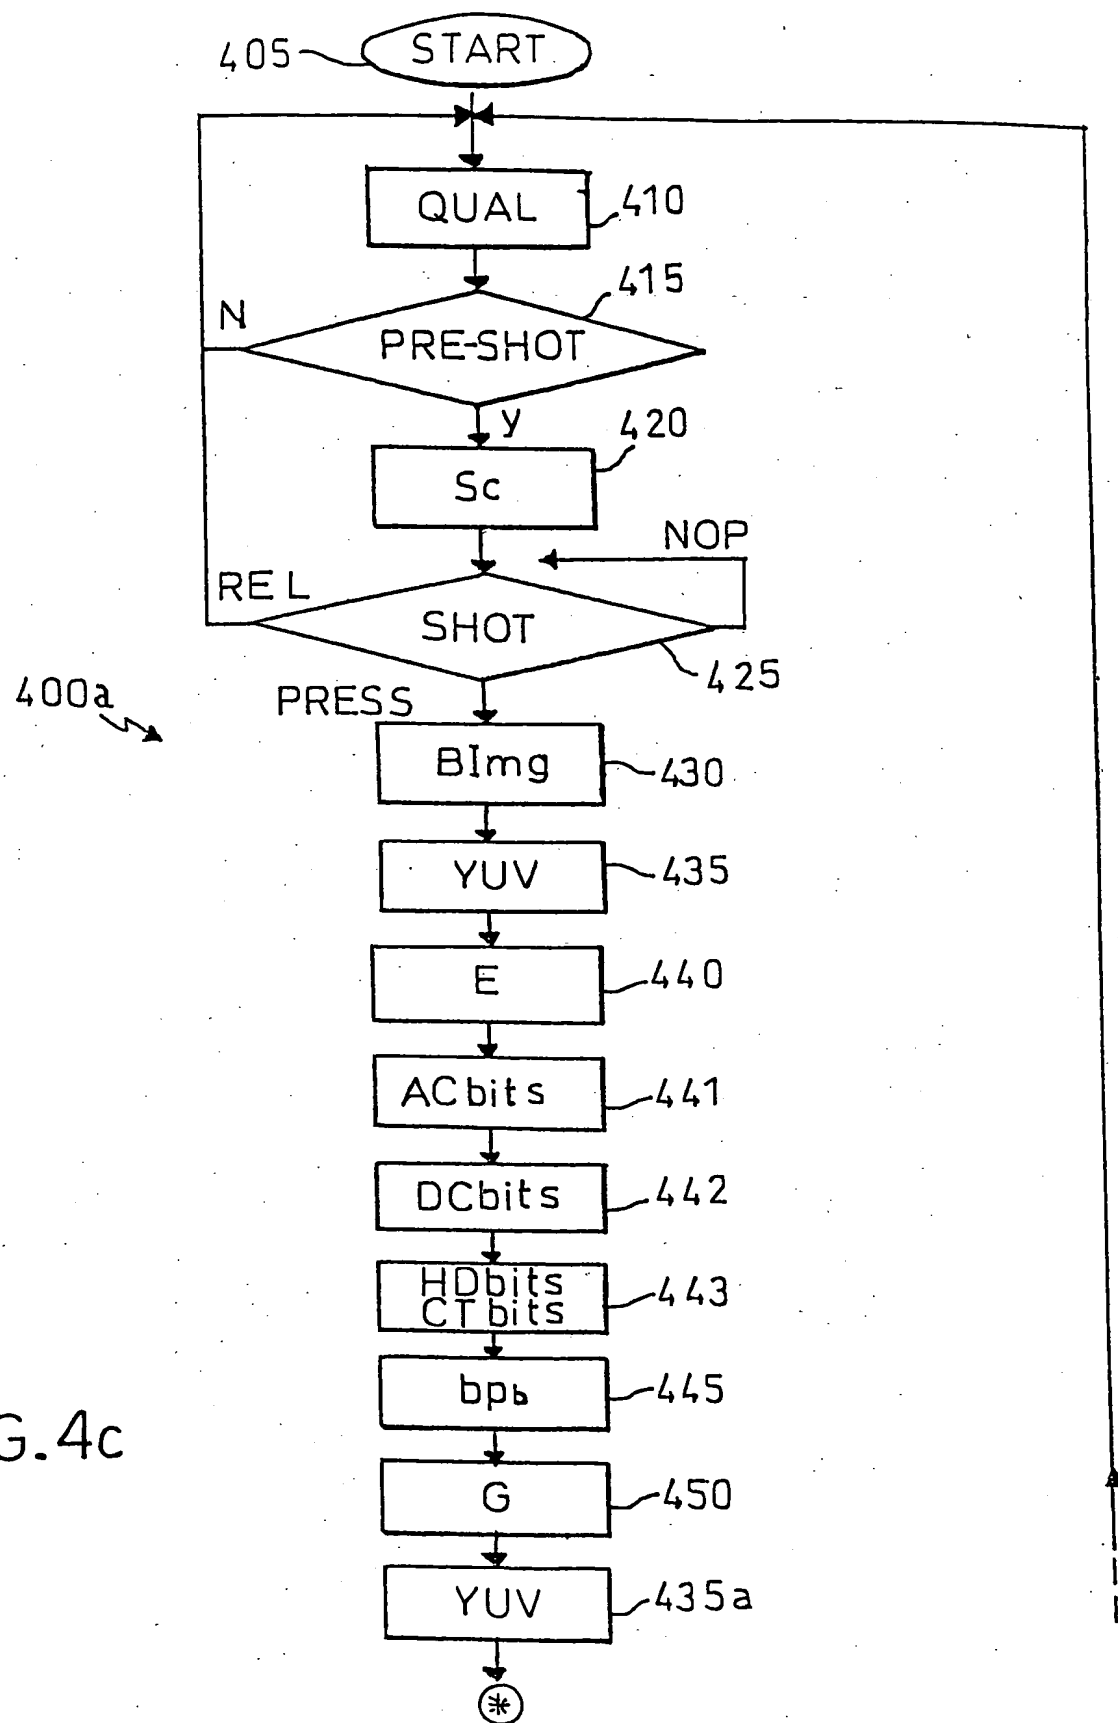 405 START
QUAL 410
415
N PRE-SHOT
y 420
Sc
NOP
REL
SHOT
425
400a
PRESS
BImg 430
YUV 435
E 440
ACbits 441
DCbits 442
HDbits 443
CTbits
bpb 445
G.4c
G 450
YUV 435a
*